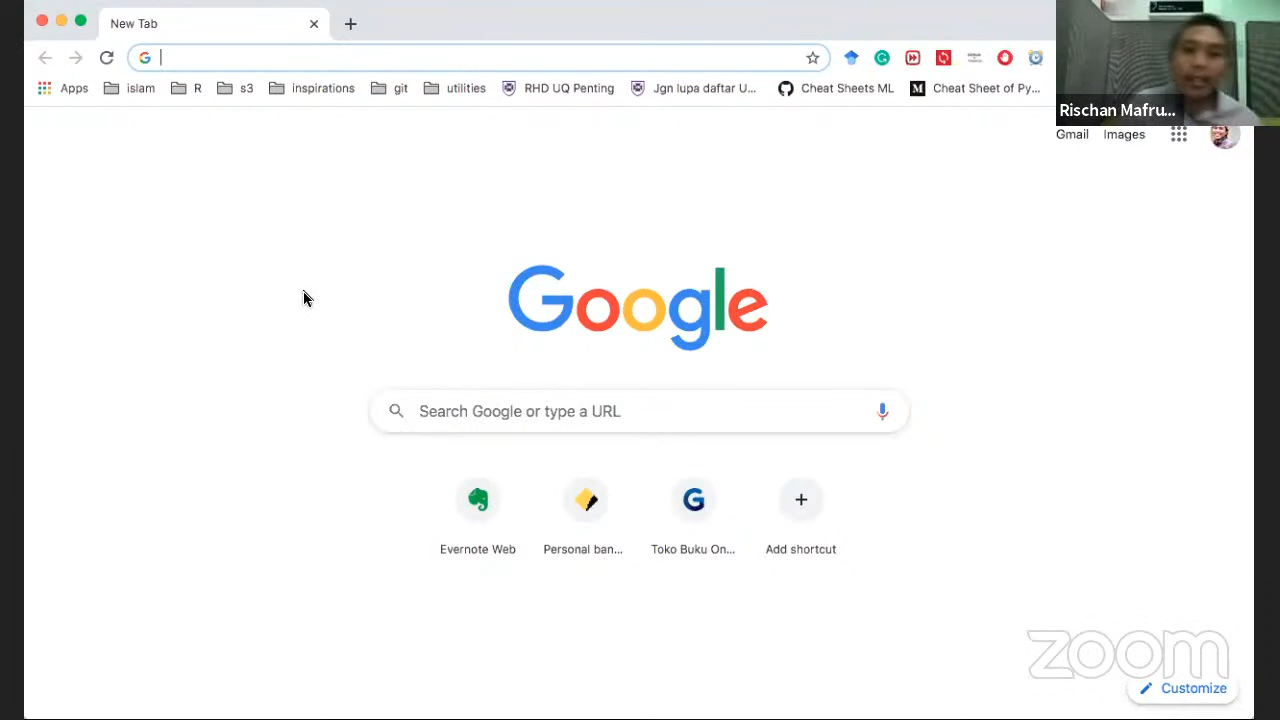 New Tab
Apps islam R s3 inspirations git utilities RHD UQ Penting Jgn lupa daftar U... Cheat Sheets ML Cheat Sheet of Py...
Rischan Mafru...
Gmail Images
Google
Search Google or type a URL
Evernote Web Personal ban... Toko Buku On... Add shortcut
zoom
Customize